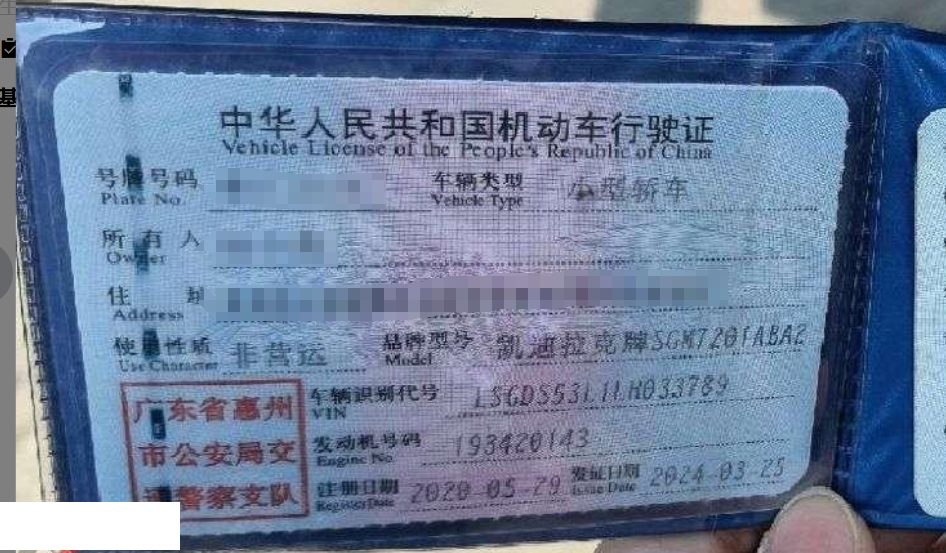 基
中华人民共和国机动车行驶证
Vehicle License of the People's Republic of China
号牌号码 车辆类型 小型轿车
Plate No. Vehicle Type
所有人
Owner
住 址
Address
使用性质 非营运 品牌型号 凯迪拉克牌SGM7201ABA2
Use Character Model
广东省惠州市公安局交通警察支队
车辆识别代号 LSGDS53L1LH033789
VIN
发动机号码 193420143
Engine No.
注册日期 2020-05-29 发证日期 2024-03-25
Register Date Issue Date